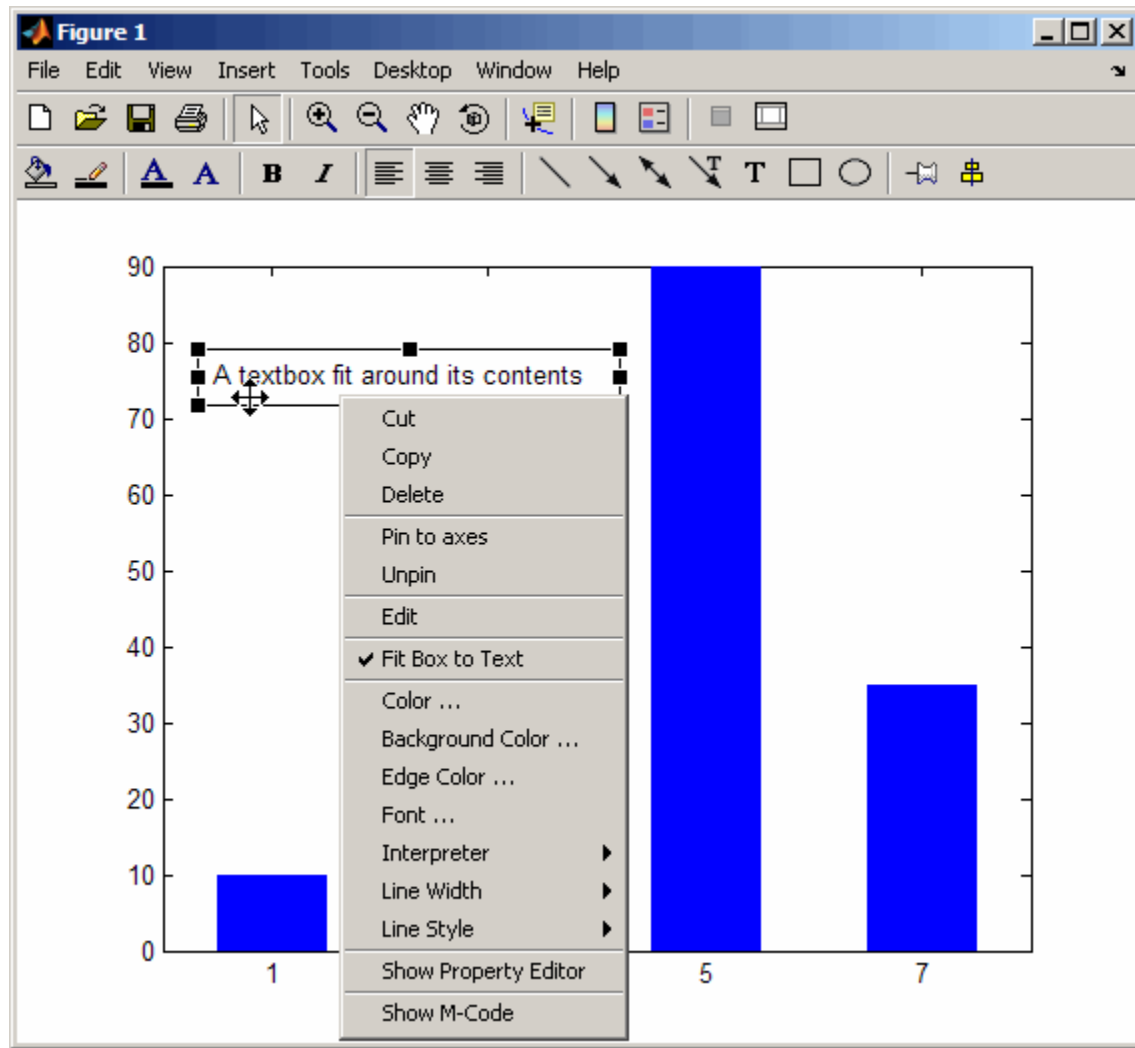 Figure 1
File Edit View Insert Tools Desktop Window Help
A A B I T T
90
80
A textbox fit around its contents
70
Cut
Copy
Delete
60
Pin to axes
Unpin
50
Edit
40
Fit Box to Text
Color ...
30
Background Color ...
Edge Color ...
20
Font ...
Interpreter
10
Line Width
Line Style
0
1 5 7
Show Property Editor
Show M-Code